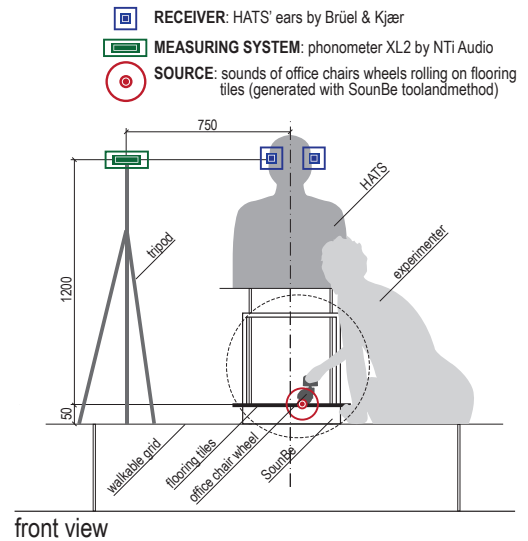 RECEIVER: HATS' ears by Brüel & Kjær
MEASURING SYSTEM: phonometer XL2 by NTi Audio
SOURCE: sounds of office chairs wheels rolling on flooring
tiles (generated with SounBe toolandmethod)
750
HATS
tripod
experimenter
1200
50
walkable grid
flooring tiles
office chair wheel
SounBe
front view